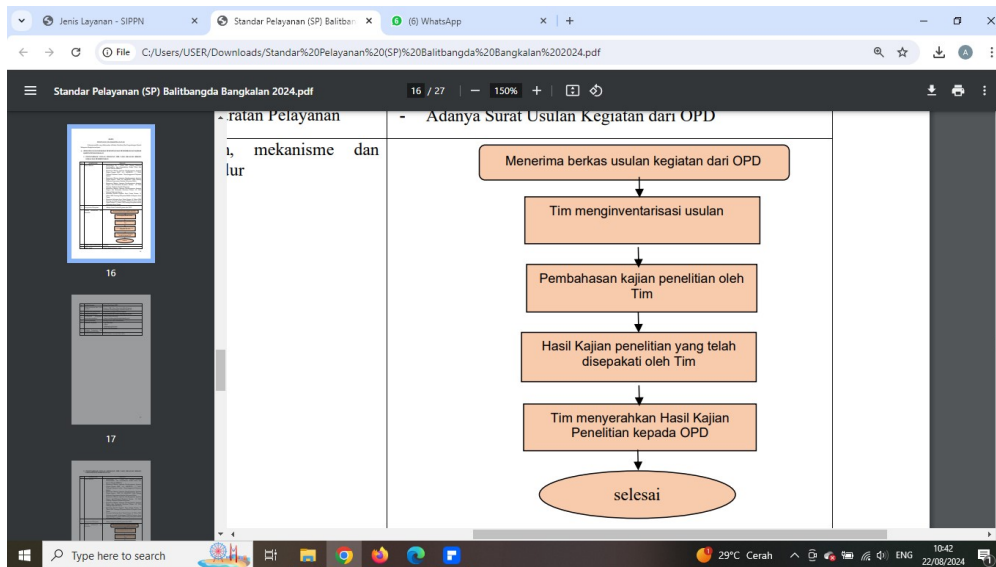 Jenis Layanan - SIPPN
Standar Pelayanan (SP) Balitban
(6) WhatsApp
File C:/Users/USER/Downloads/Standar%20Pelayanan%20(SP)%20Balitbangda%20Bangkalan%202024.pdf
A
Standar Pelayanan (SP) Balitbangda Bangkalan 2024.pdf
16 / 27
150%
ratan Pelayanan
- Adanya Surat Usulan Kegiatan dari OPD
, mekanisme dan
lur
Menerima berkas usulan kegiatan dari OPD
Tim menginventarisasi usulan
Pembahasan kajian penelitian oleh
Tim
Hasil Kajian penelitian yang telah
disepakati oleh Tim
Tim menyerahkan Hasil Kajian
Penelitian kepada OPD
selesai
16
17
Type here to search
29°C Cerah
ENG
10:42
22/08/2024